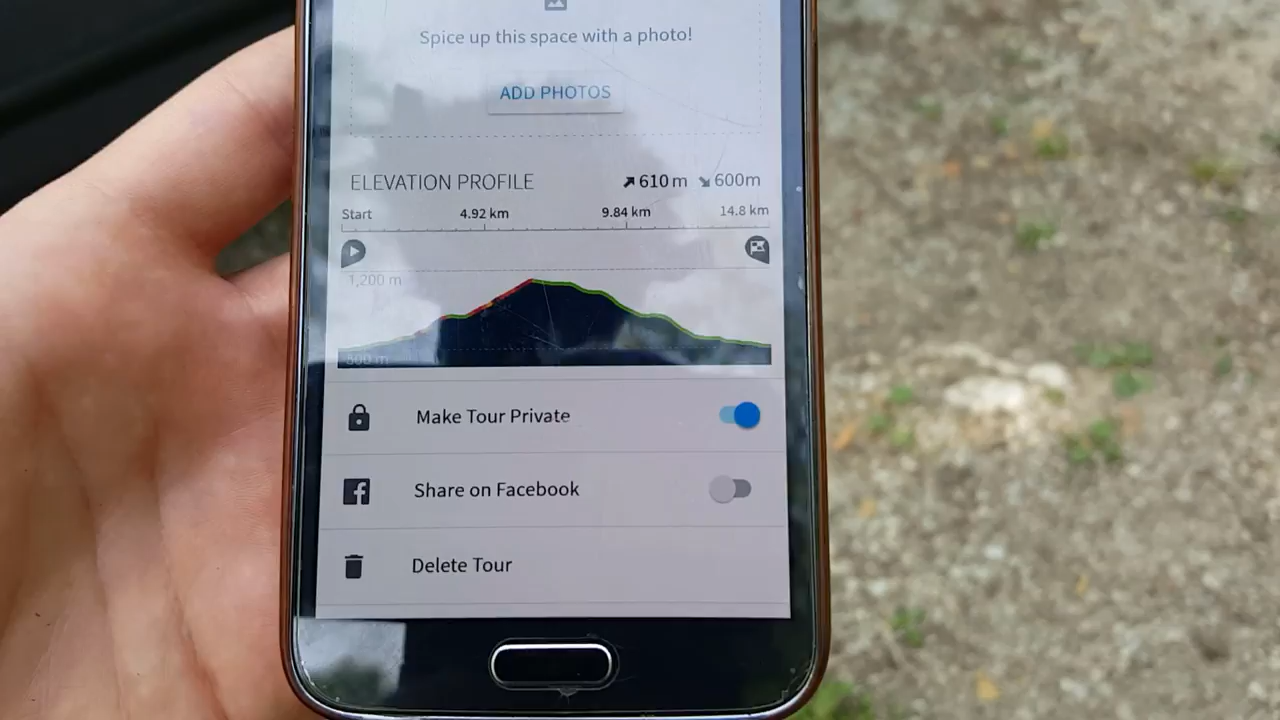 Spice up this space with a photo!
ADD PHOTOS
ELEVATION PROFILE 610 m 600m
Start 4.92 km 9.84 km 14.8 km
1,200 m
500 m
Make Tour Private
Share on Facebook
Delete Tour